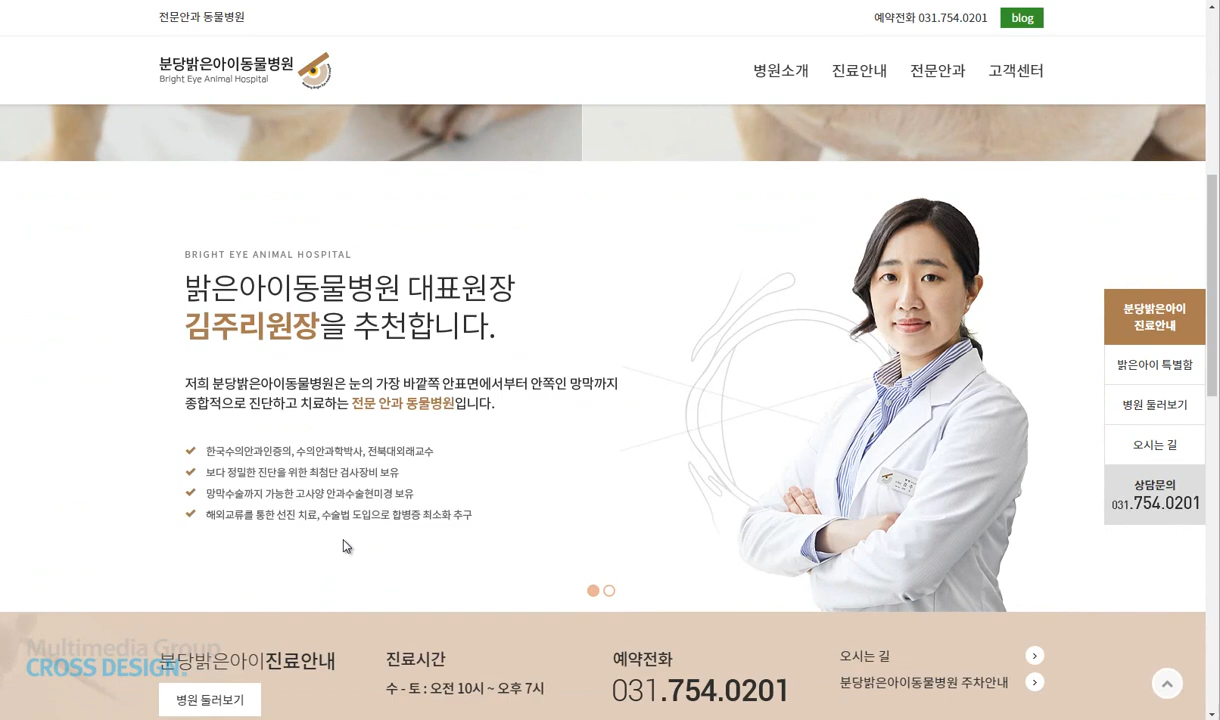 전문안과 동물병원
예약전화 031.754.0201
blog
분당밝은아이동물병원
Bright Eye Animal Hospital
병원소개 진료안내 전문안과 고객센터
BRIGHT EYE ANIMAL HOSPITAL
밝은아이동물병원 대표원장
김주리원장을 추천합니다.
저희 분당밝은아이동물병원은 눈의 가장 바깥쪽 안표면에서부터 안쪽인 망막까지
종합적으로 진단하고 치료하는 전문 안과 동물병원입니다.
한국수의안과인증의, 수의안과학박사, 전북대외래교수
보다 정밀한 진단을 위한 최첨단 검사장비 보유
망막수술까지 가능한 고사양 안과수술현미경 보유
해외교류를 통한 선진 치료, 수술법 도입으로 합병증 최소화 추구
분당밝은아이
진료안내
밝은아이 특별함
병원 둘러보기
오시는 길
상담문의
031.754.0201
Multimedia Group
CROSS DESIGN.
분당밝은아이진료안내
병원 둘러보기
진료시간
수 - 토 : 오전 10시 ~ 오후 7시
예약전화
031.754.0201
오시는 길
분당밝은아이동물병원 주차안내